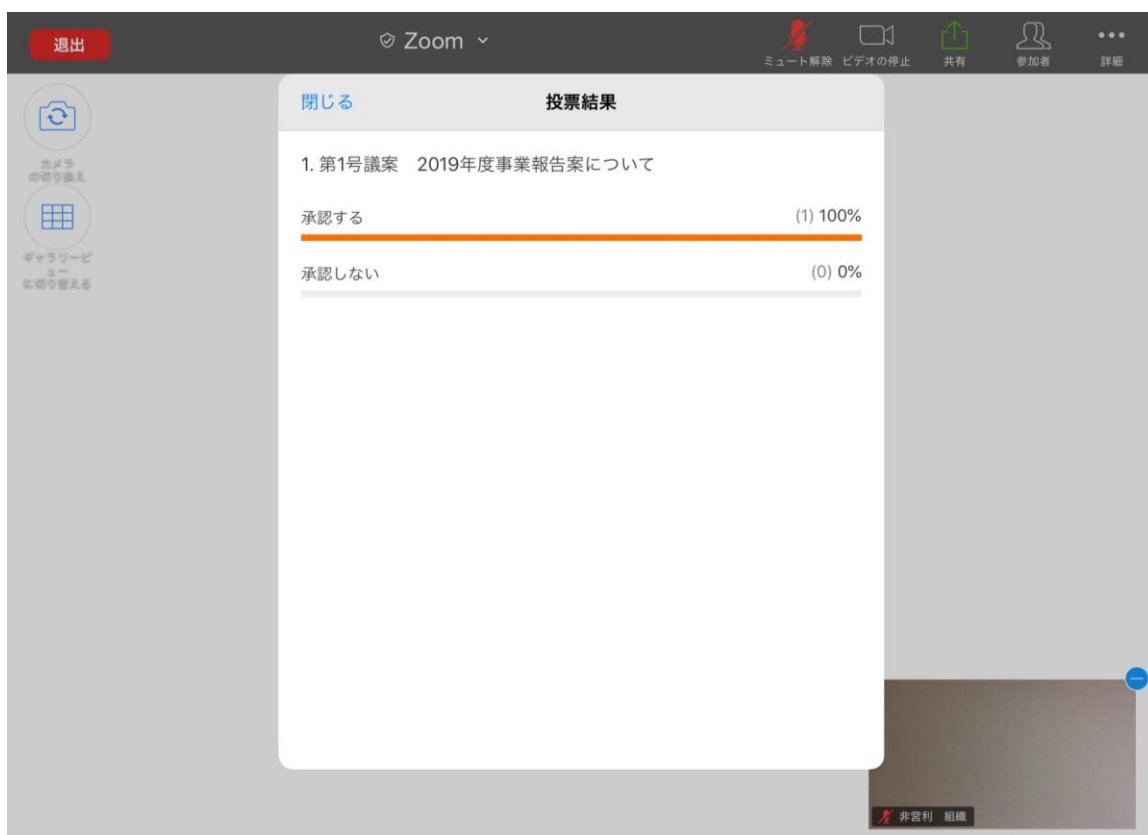 退出
Zoom
ミュート解除 ビデオの停止 共有 参加者 詳細
閉じる 投票結果
カメラ
の切り換え
1. 第1号議案　2019年度事業報告案について
承認する (1) 100%
ギャラリービ
ュー
に切り替える
承認しない (0) 0%
非営利　組織